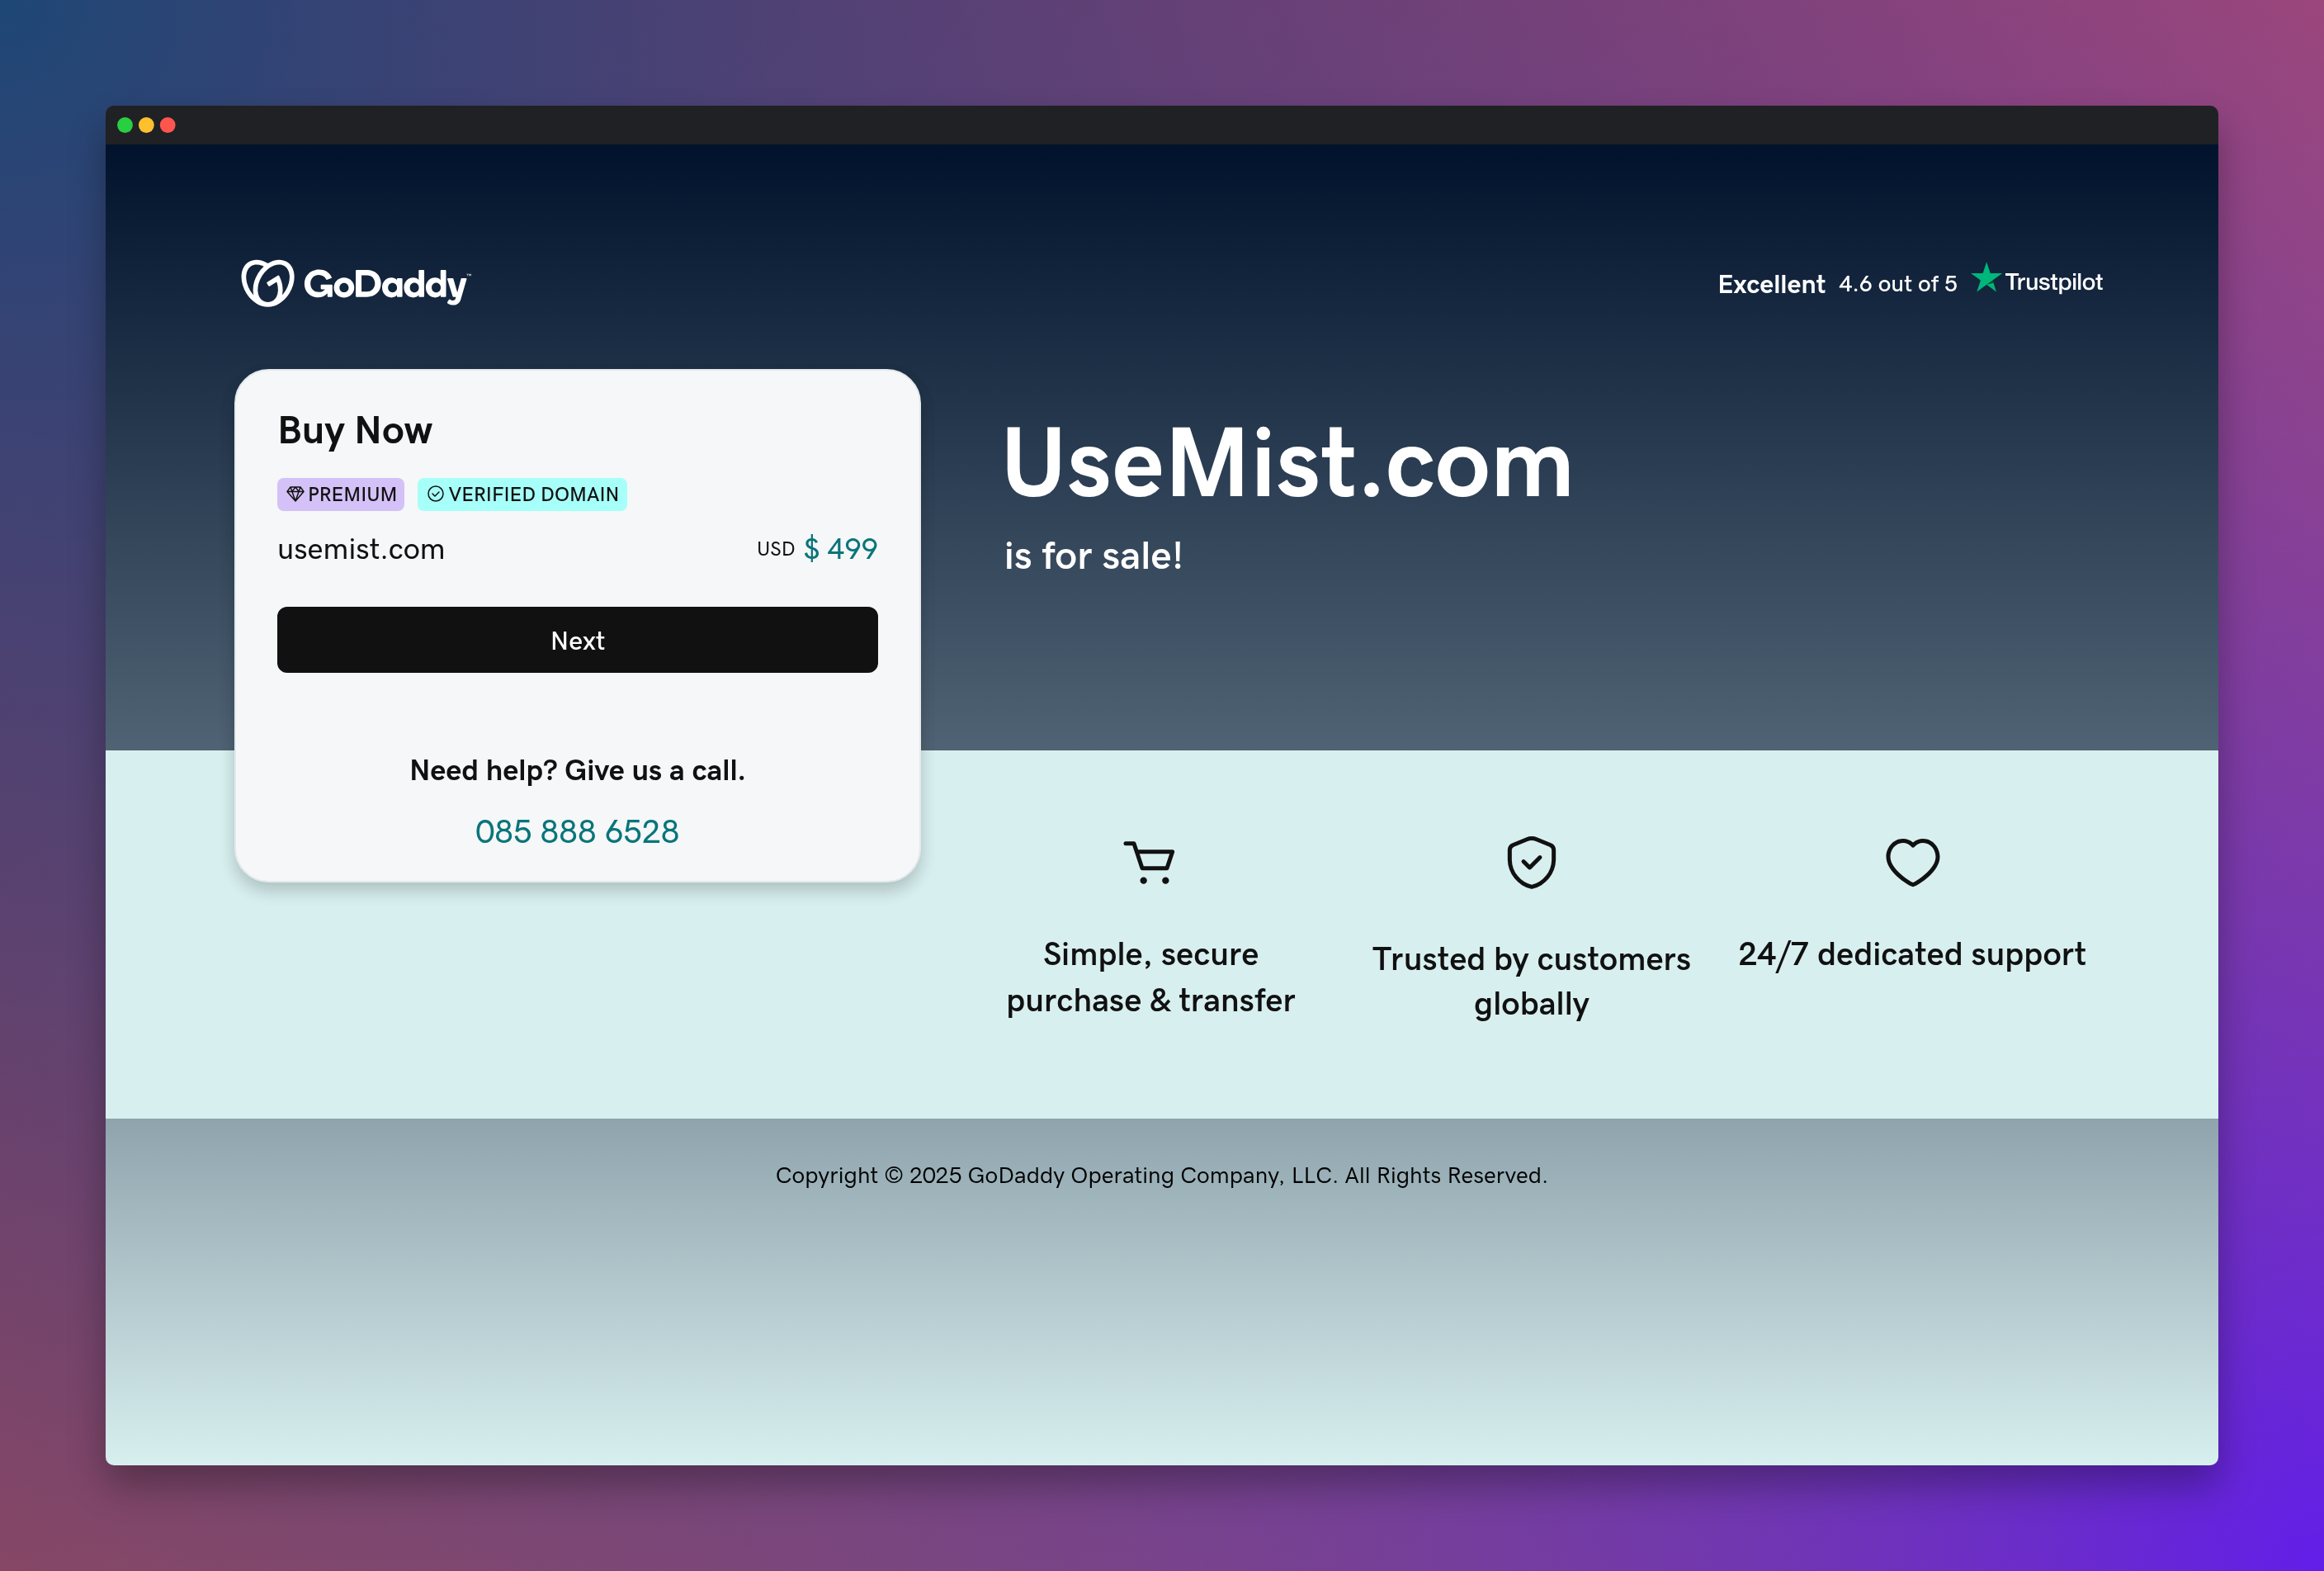 GoDaddy™
Excellent 4.6 out of 5 Trustpilot
Buy Now
PREMIUM VERIFIED DOMAIN
usemist.com USD $ 499
Next
Need help? Give us a call.
085 888 6528
UseMist.com
is for sale!
Simple, secure
purchase & transfer
Trusted by customers
globally
24/7 dedicated support
Copyright © 2025 GoDaddy Operating Company, LLC. All Rights Reserved.